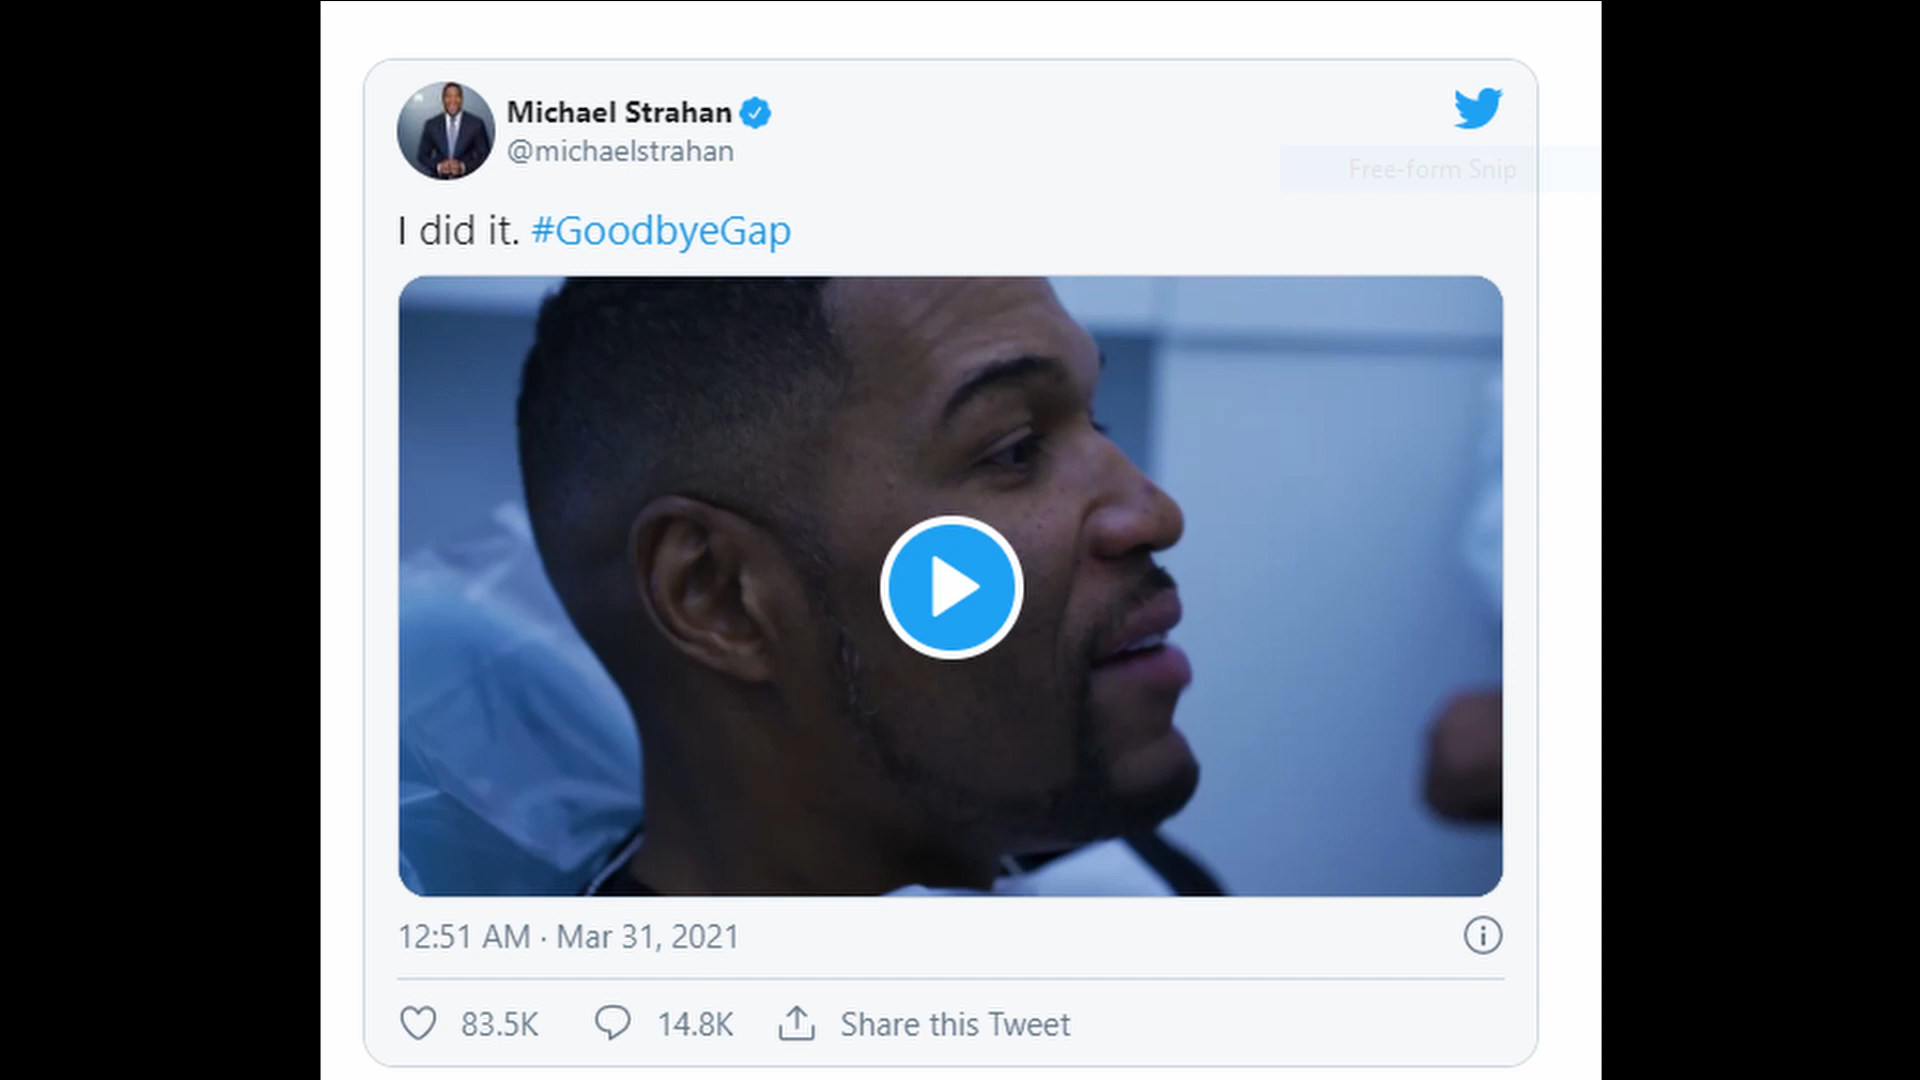 Michael Strahan
@michaelstrahan
Free-form Snip
I did it. #GoodbyeGap
12:51 AM · Mar 31, 2021
83.5K 14.8K Share this Tweet